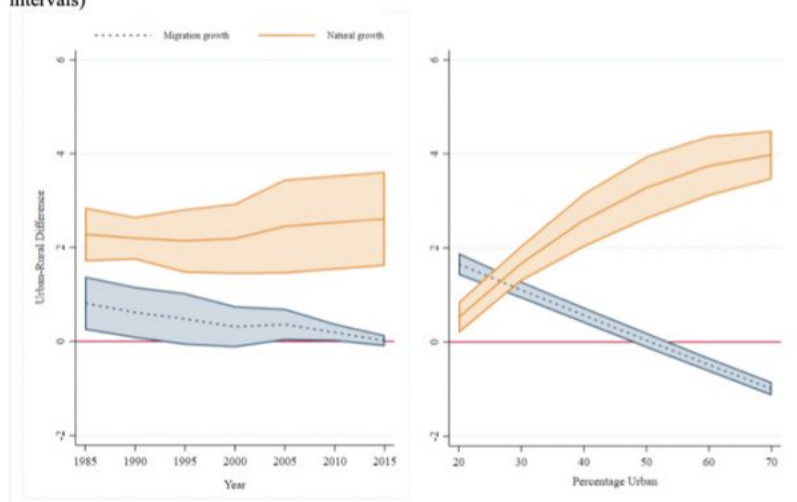 intervals)
Migration growth Natural growth
Urban-Rural Difference
6
4
2
0
-2
1985 1990 1995 2000 2005 2010 2015
Year
6
4
2
0
-2
20 30 40 50 60 70
Percentage Urban